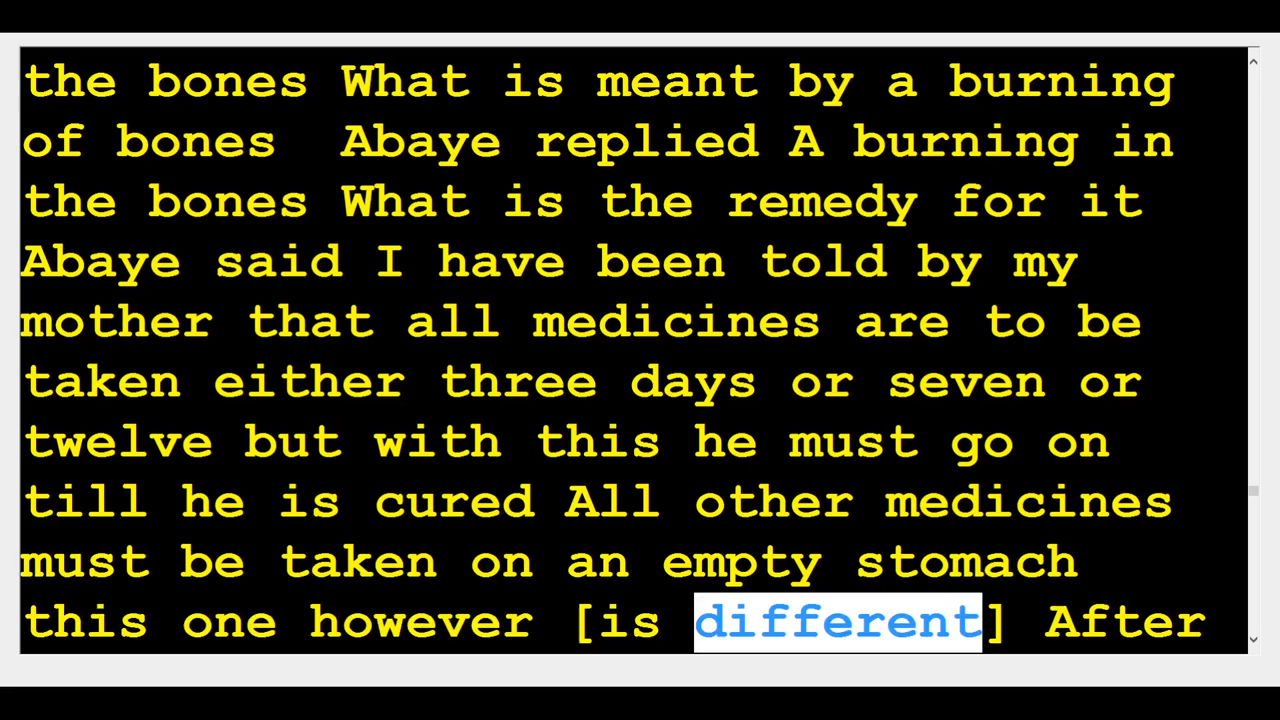 the bones What is meant by a burning
of bones  Abaye replied A burning in
the bones What is the remedy for it
Abaye said I have been told by my
mother that all medicines are to be
taken either three days or seven or
twelve but with this he must go on
till he is cured All other medicines
must be taken on an empty stomach
this one however [is different] After